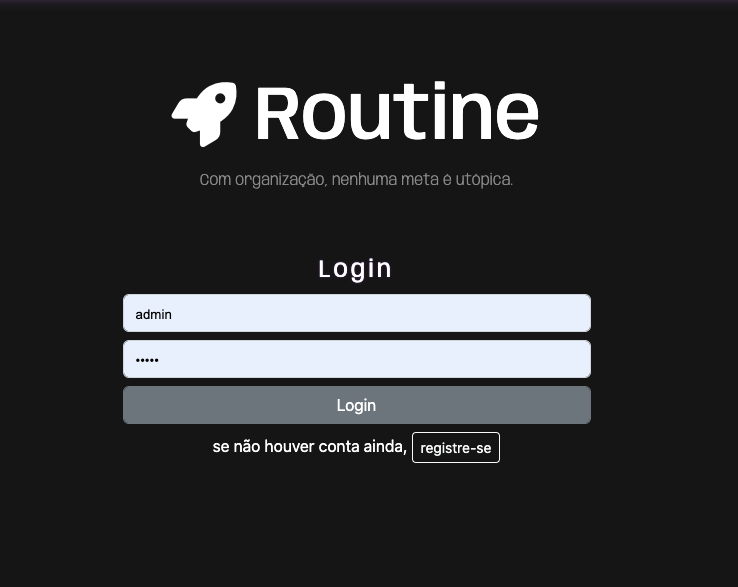 Routine
Com organização, nenhuma meta é utópica.
Login
admin
•••••
Login
se não houver conta ainda, registre-se